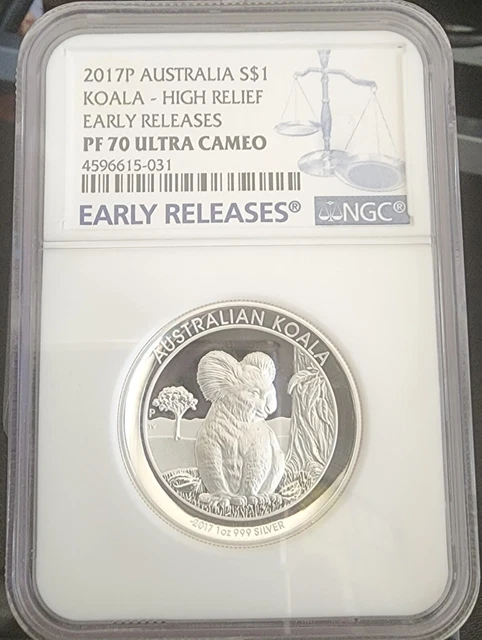 2017P AUSTRALIA S$1
KOALA - HIGH RELIEF
EARLY RELEASES
PF 70 ULTRA CAMEO
4596615-031
EARLY RELEASES®
NGC®
AUSTRALIAN KOALA
P
2017 1oz 999 SILVER